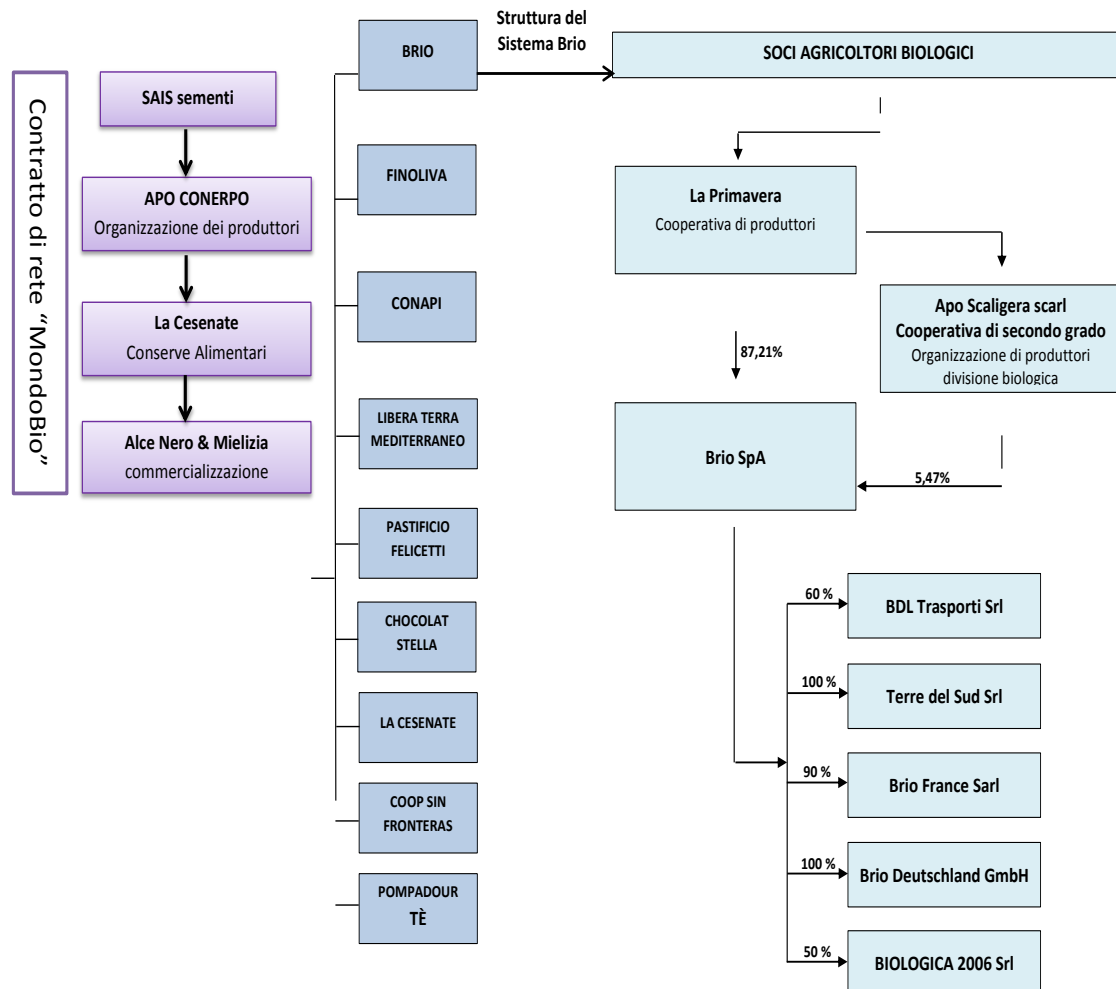 Contratto di rete "MondoBio"
SAIS sementi
APO CONERPO
Organizzazione dei produttori
La Cesenate
Conserve Alimentari
Alce Nero & Mielizia
commercializzazione
BRIO
FINOLIVA
CONAPI
LIBERA TERRA
MEDITERRANEO
PASTIFICIO
FELICETTI
CHOCOLAT
STELLA
LA CESENATE
COOP SIN
FRONTERAS
POMPADOUR
TÈ
Struttura del
Sistema Brio
SOCI AGRICOLTORI BIOLOGICI
La Primavera
Cooperativa di produttori
Apo Scaligera scarl
Cooperativa di secondo grado
Organizzazione di produttori
divisione biologica
87,21%
Brio SpA
5,47%
60 %
BDL Trasporti Srl
100 %
Terre del Sud Srl
90 %
Brio France Sarl
100 %
Brio Deutschland GmbH
50 %
BIOLOGICA 2006 Srl